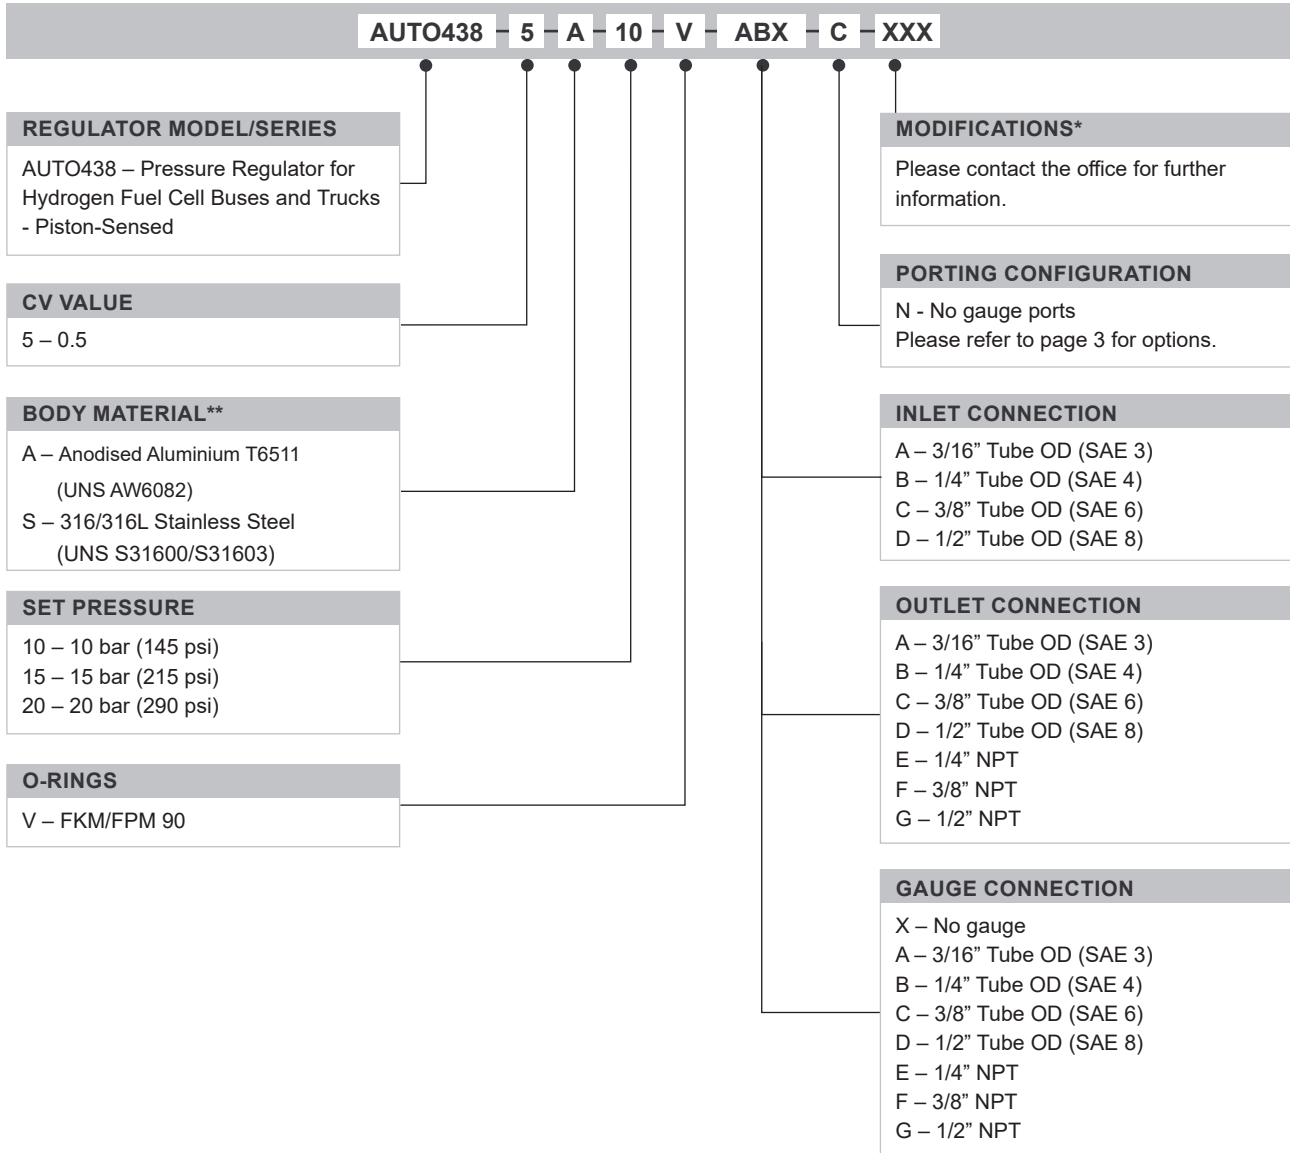 AUTO438 5 A 10 V ABX C XXX
REGULATOR MODEL/SERIES
AUTO438 – Pressure Regulator for
Hydrogen Fuel Cell Buses and Trucks
- Piston-Sensed
CV VALUE
5 – 0.5
BODY MATERIAL**
A – Anodised Aluminium T6511
(UNS AW6082)
S – 316/316L Stainless Steel
(UNS S31600/S31603)
SET PRESSURE
10 – 10 bar (145 psi)
15 – 15 bar (215 psi)
20 – 20 bar (290 psi)
O-RINGS
V – FKM/FPM 90
MODIFICATIONS*
Please contact the office for further
information.
PORTING CONFIGURATION
N - No gauge ports
Please refer to page 3 for options.
INLET CONNECTION
A – 3/16” Tube OD (SAE 3)
B – 1/4” Tube OD (SAE 4)
C – 3/8” Tube OD (SAE 6)
D – 1/2” Tube OD (SAE 8)
OUTLET CONNECTION
A – 3/16” Tube OD (SAE 3)
B – 1/4” Tube OD (SAE 4)
C – 3/8” Tube OD (SAE 6)
D – 1/2” Tube OD (SAE 8)
E – 1/4” NPT
F – 3/8” NPT
G – 1/2” NPT
GAUGE CONNECTION
X – No gauge
A – 3/16” Tube OD (SAE 3)
B – 1/4” Tube OD (SAE 4)
C – 3/8” Tube OD (SAE 6)
D – 1/2” Tube OD (SAE 8)
E – 1/4” NPT
F – 3/8” NPT
G – 1/2” NPT